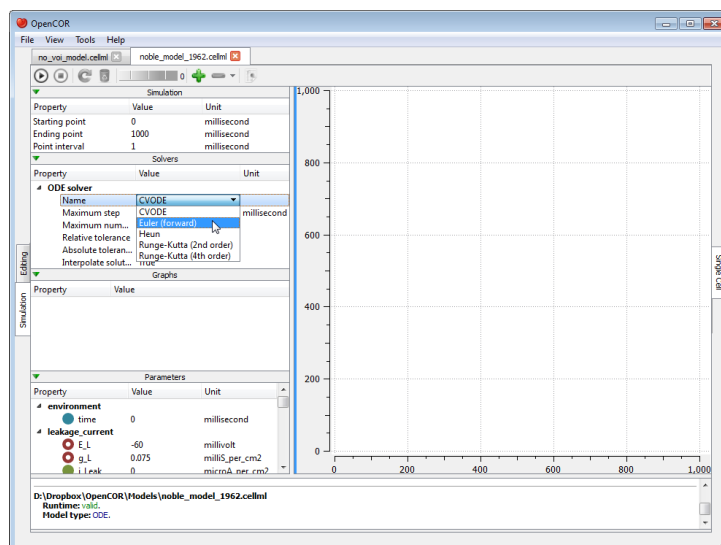 OpenCOR
File View Tools Help
no_voi_model.cellml noble_model_1962.cellml
0
Simulation
Property Value Unit
Starting point 0 millisecond
Ending point 1000 millisecond
Point interval 1 millisecond
Solvers
Property Value Unit
ODE solver
Name CVODE
Maximum step CVODE millisecond
Maximum num... Euler (forward)
Relative tolerance Heun
Absolute toleran... Runge-Kutta (2nd order)
Interpolate solut... True
Runge-Kutta (4th order)
Graphs
Property Value
Parameters
Property Value Unit
environment
time 0 millisecond
leakage_current
E_L -60 millivolt
g_L 0.075 milliS_per_cm2
i_Leak 0 microA_per_cm2
Editing
Simulation
1,000
800
600
400
200
0
0 200 400 600 800 1,000
Single Cell
D:\Dropbox\OpenCOR\Models\noble_model_1962.cellml
Runtime: valid.
Model type: ODE.